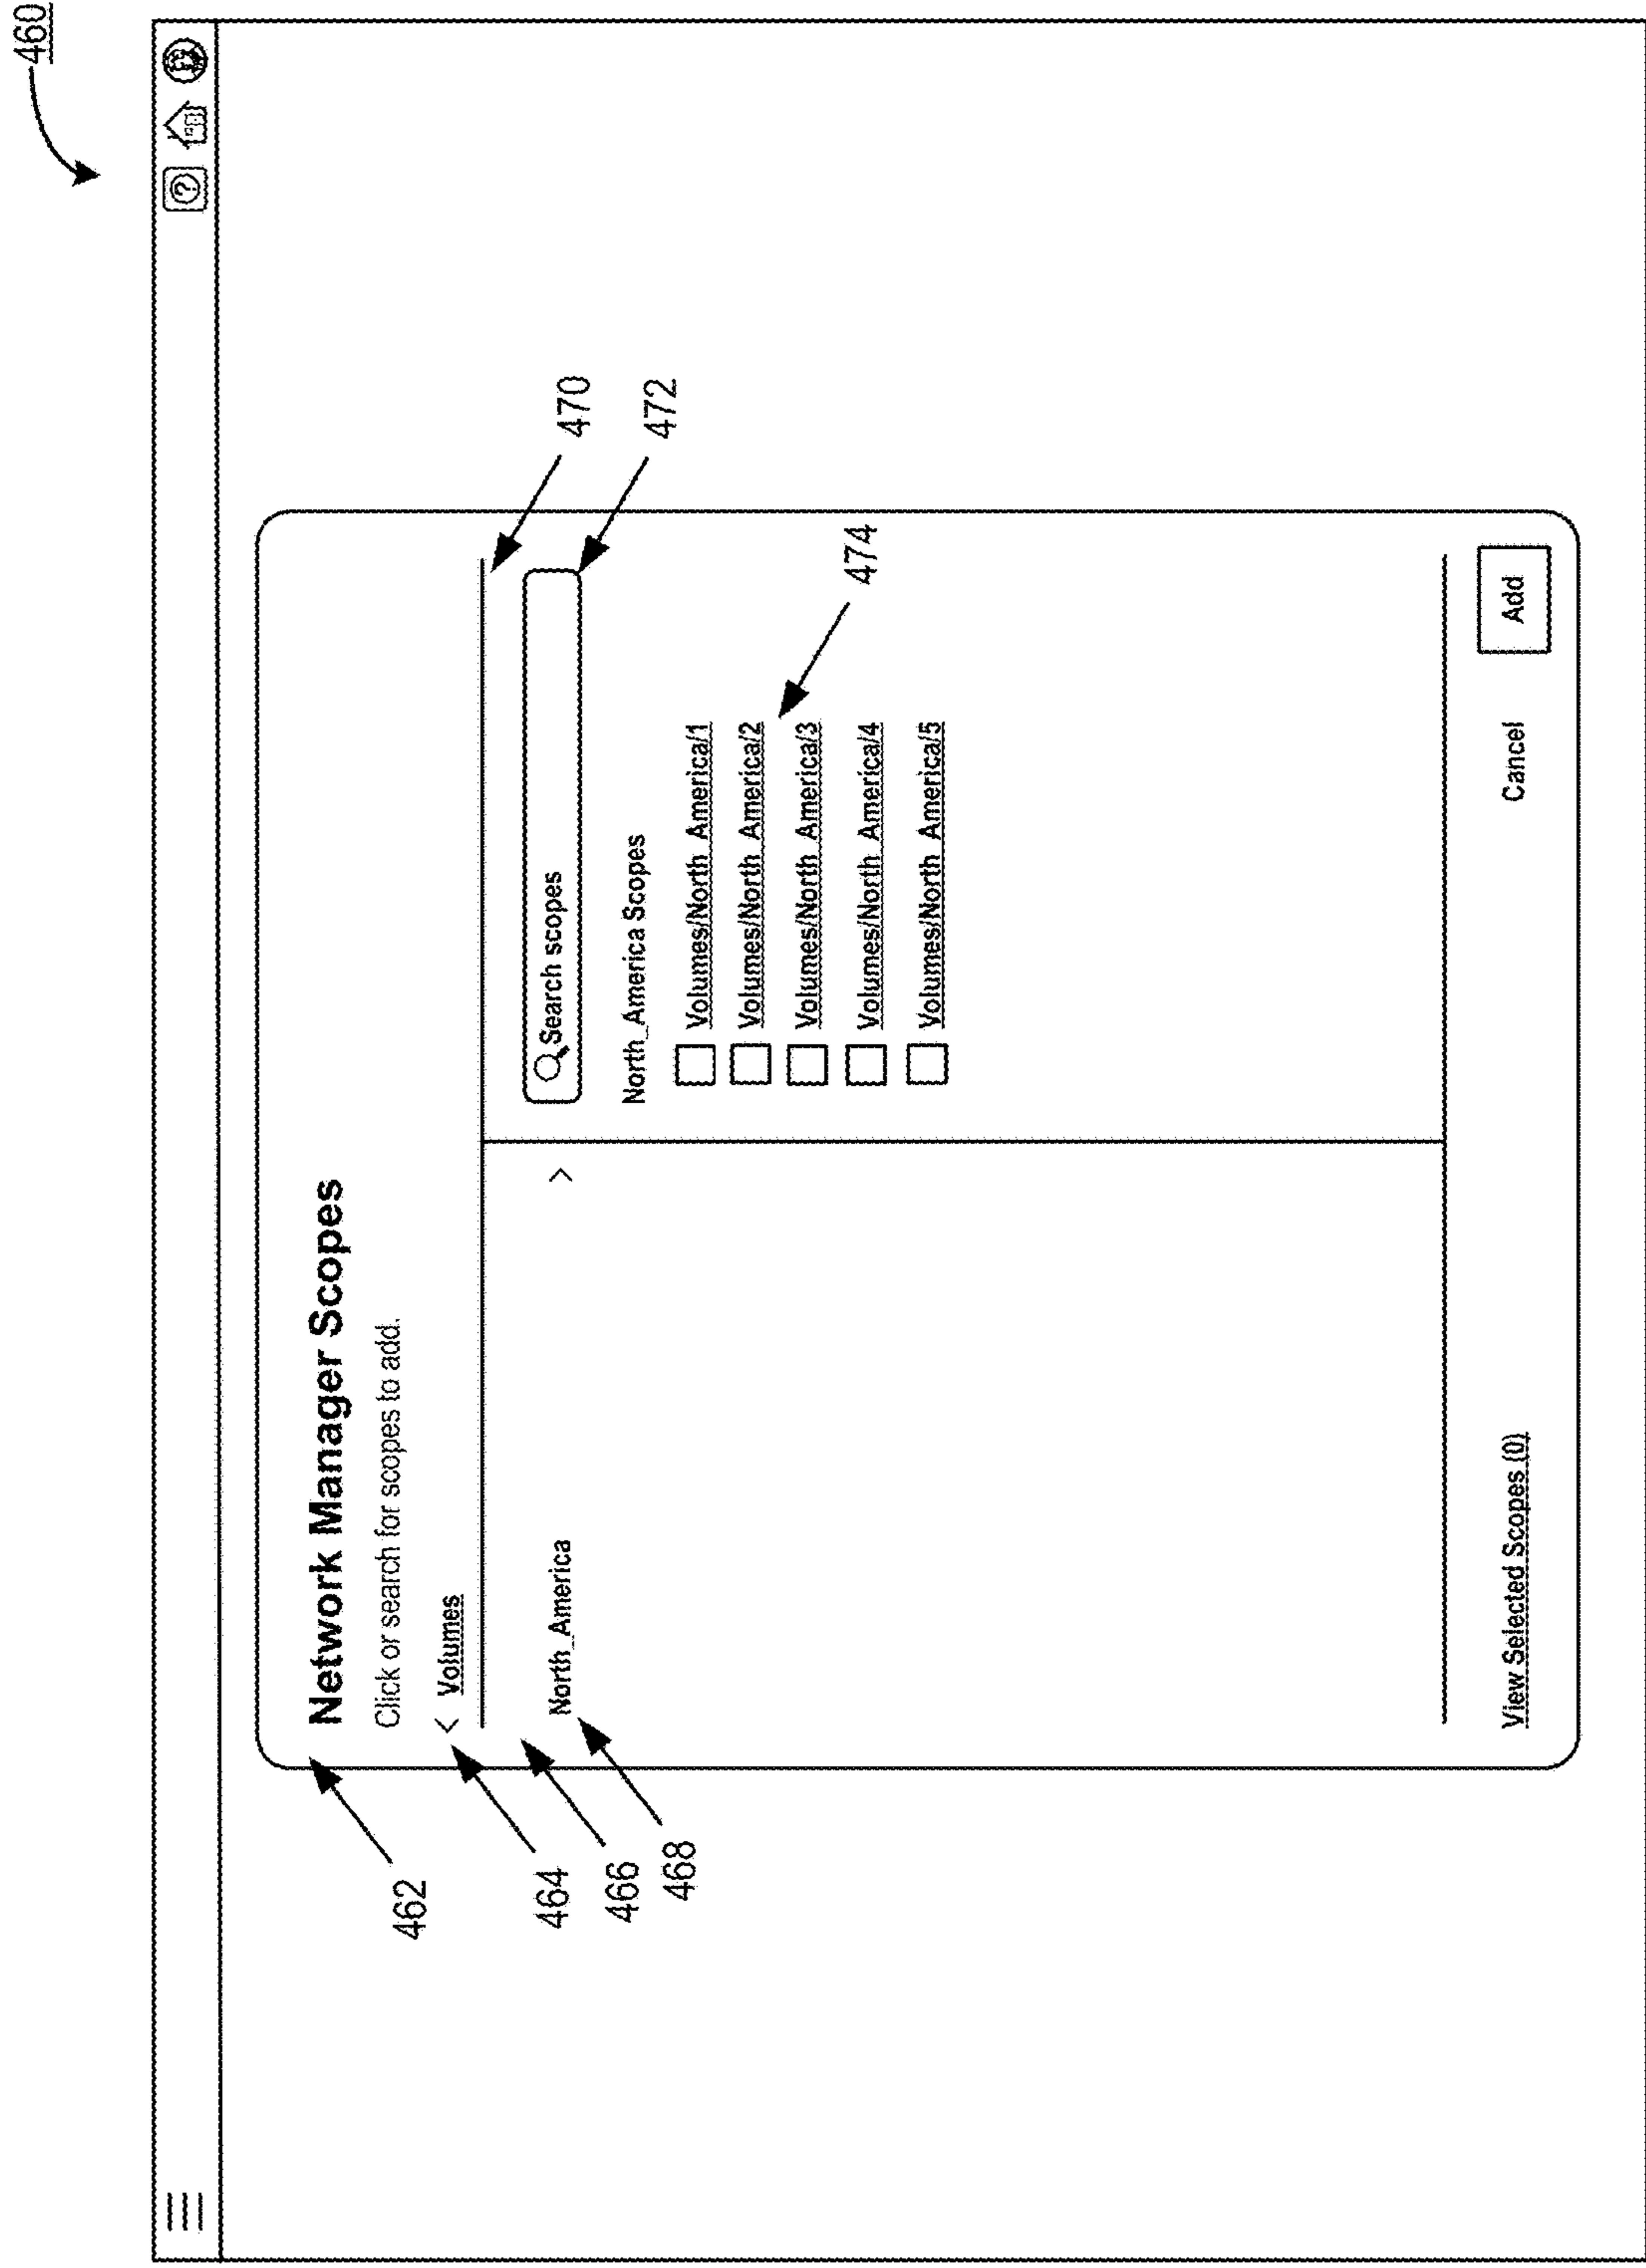 460
?
462
Network Manager Scopes
Click or search for scopes to add.
464
< Volumes
466
468
North_America >
470
472
Search scopes
North_America Scopes
474
Volumes/North_America/1
Volumes/North_America/2
Volumes/North_America/3
Volumes/North_America/4
Volumes/North_America/5
View Selected Scopes (0)
Cancel
Add